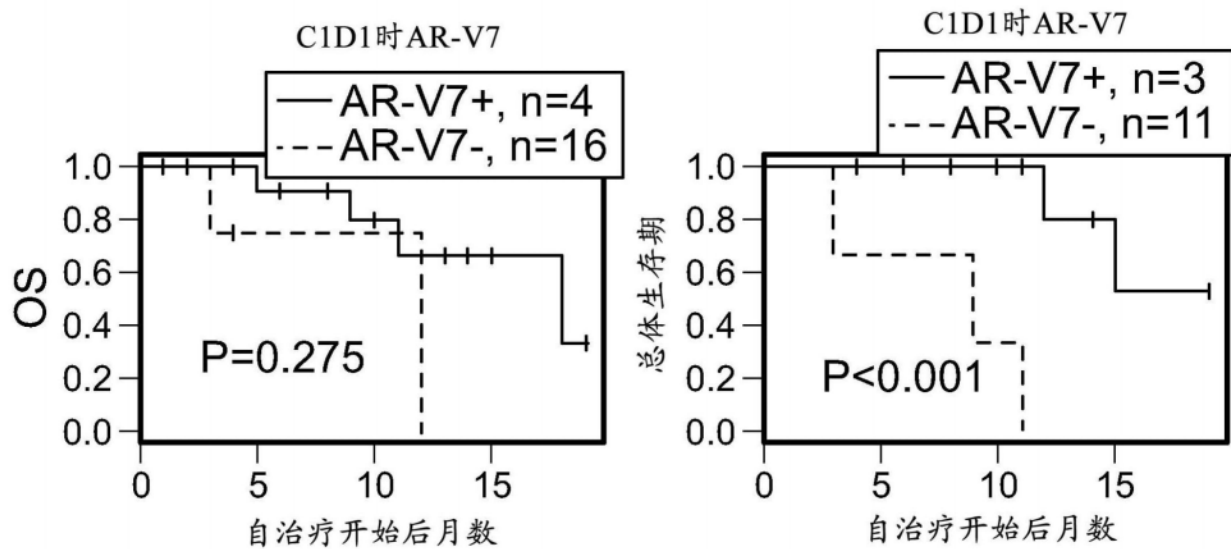 C1D1时AR-V7
AR-V7+, n=4
AR-V7-, n=16
OS
1.0
0.8
0.6
0.4
0.2
0.0
P=0.275
0 5 10 15
自治疗开始后月数
C1D1时AR-V7
AR-V7+, n=3
AR-V7-, n=11
总体生存期
1.0
0.8
0.6
0.4
0.2
0.0
P<0.001
0 5 10 15
自治疗开始后月数